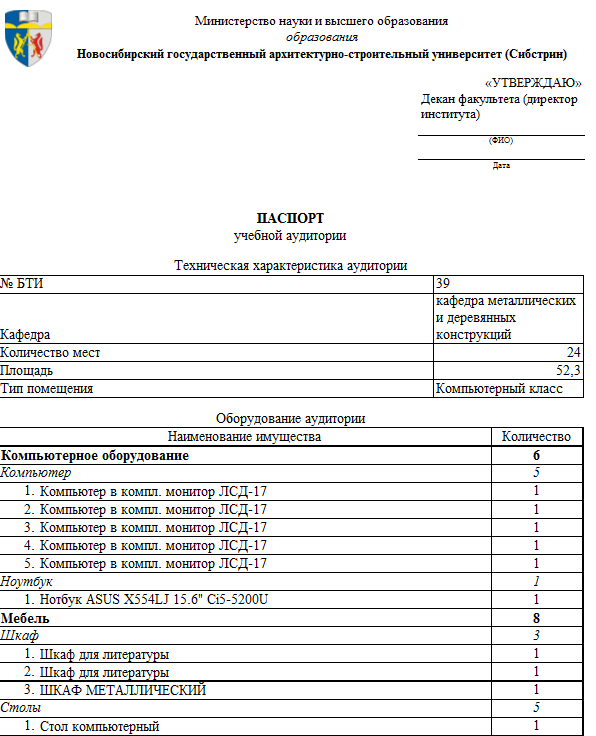 Министерство науки и высшего образования
образования
Новосибирский государственный архитектурно-строительный университет (Сибстрин)
«УТВЕРЖДАЮ»
Декан факультета (директор
института)
(ФИО)
Дата
ПАСПОРТ
учебной аудитории
Техническая характеристика аудитории
№ БТИ 39
Кафедра кафедра металлических
и деревянных
конструкций
Количество мест 24
Площадь 52,3
Тип помещения Компьютерный класс
Оборудование аудитории
Наименование имущества Количество
Компьютерное оборудование 6
Компьютер 5
1. Компьютер в компл. монитор ЛСД-17 1
2. Компьютер в компл. монитор ЛСД-17 1
3. Компьютер в компл. монитор ЛСД-17 1
4. Компьютер в компл. монитор ЛСД-17 1
5. Компьютер в компл. монитор ЛСД-17 1
Ноутбук 1
1. Нотбук ASUS X554LJ 15.6" Ci5-5200U 1
Мебель 8
Шкаф 3
1. Шкаф для литературы 1
2. Шкаф для литературы 1
3. ШКАФ МЕТАЛЛИЧЕСКИЙ 1
Столы 5
1. Стол компьютерный 1